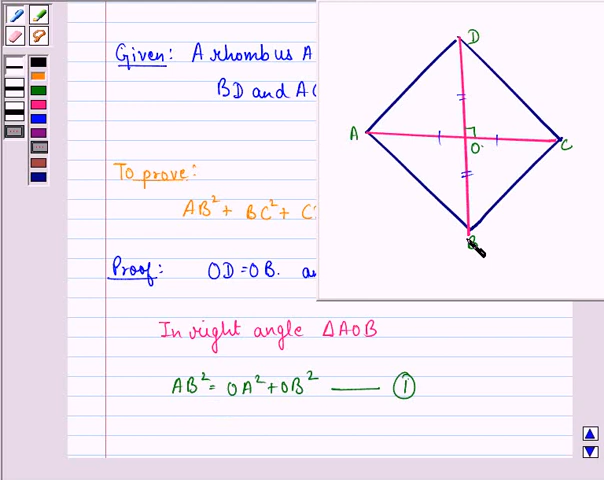 Given: A rhombus A
BD and AC
To prove:
AB² + BC² + C
Proof: OD=OB. an
In right angle ΔAOB
AB² = OA² + OB² —— ①
D
A
O.
C
B